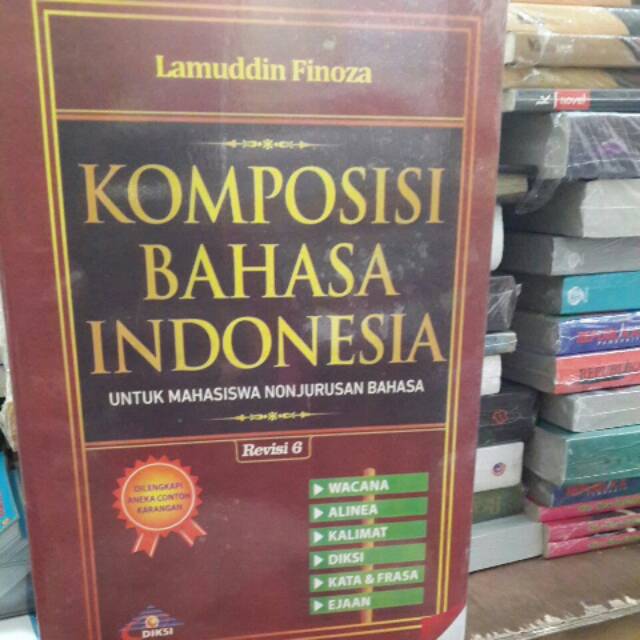 Lamuddin Finoza
KOMPOSISI
BAHASA
INDONESIA
UNTUK MAHASISWA NONJURUSAN BAHASA
Revisi 6
DILENGKAPI
ANEKA CONTOH
KARANGAN
WACANA
ALINEA
KALIMAT
DIKSI
KATA & FRASA
EJAAN
DIKSI
novel
REPUBLIK